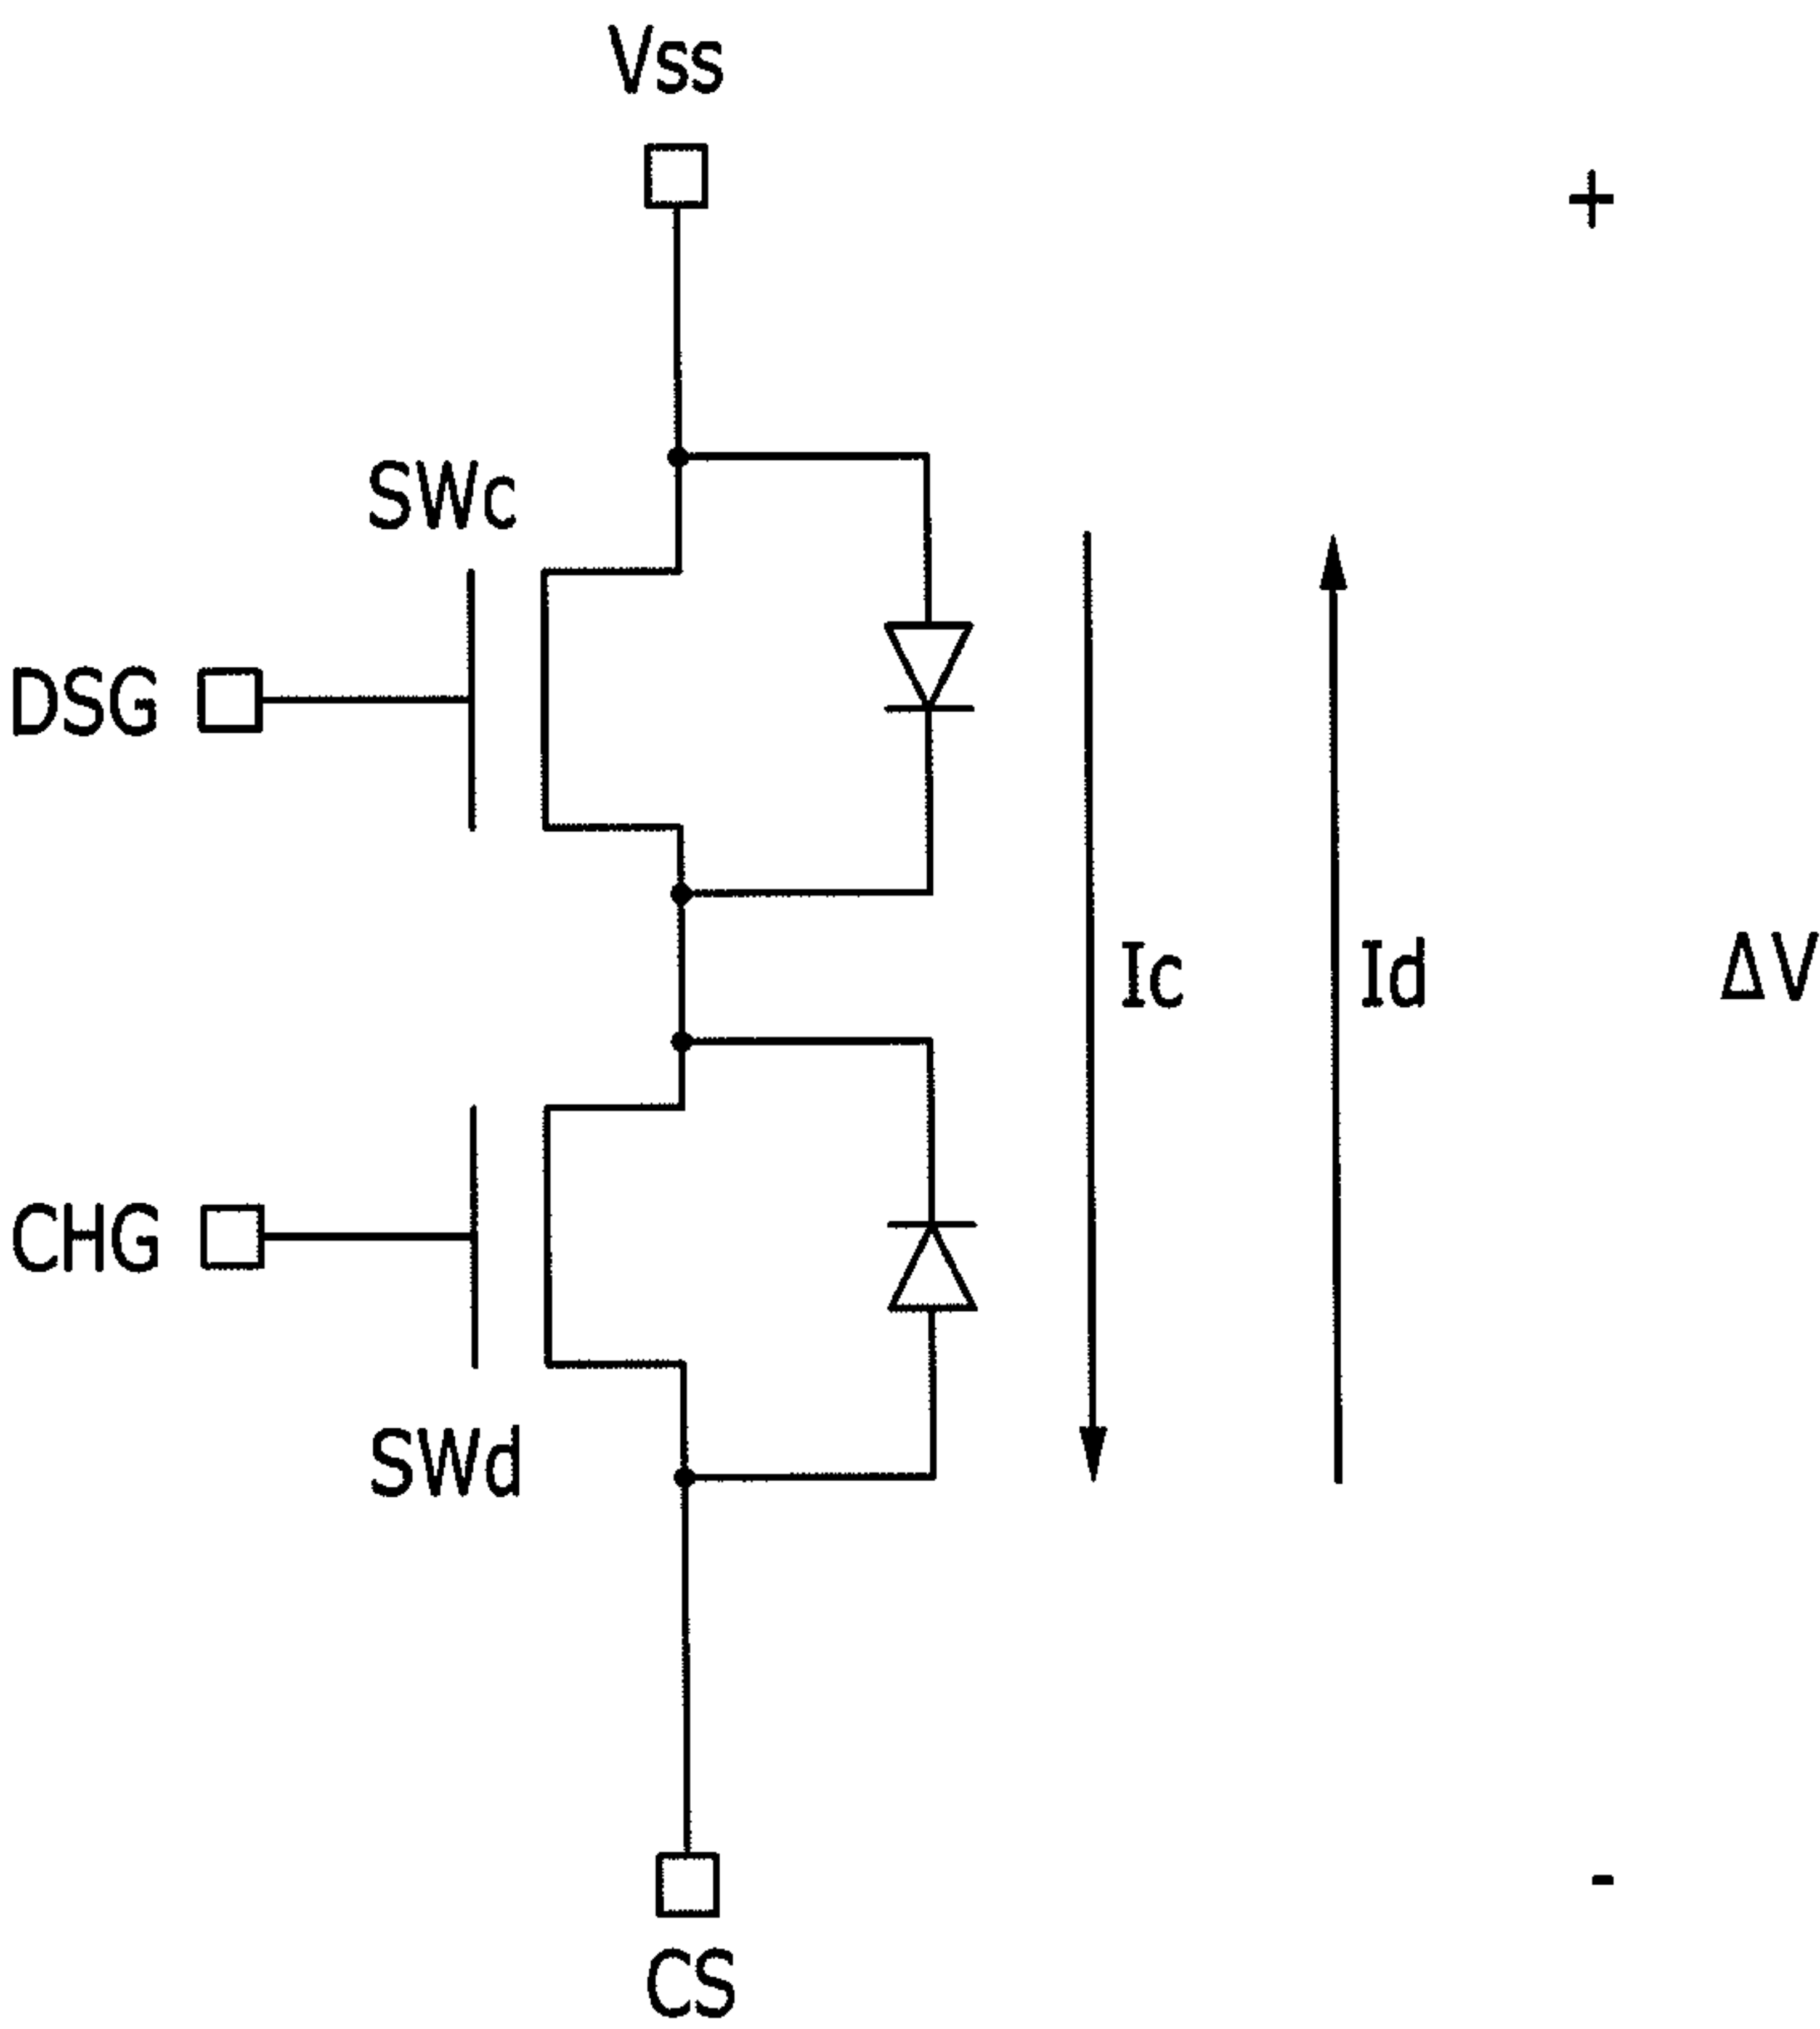 Vss
+
SWc
DSG
Ic
Id
ΔV
CHG
SWd
-
CS